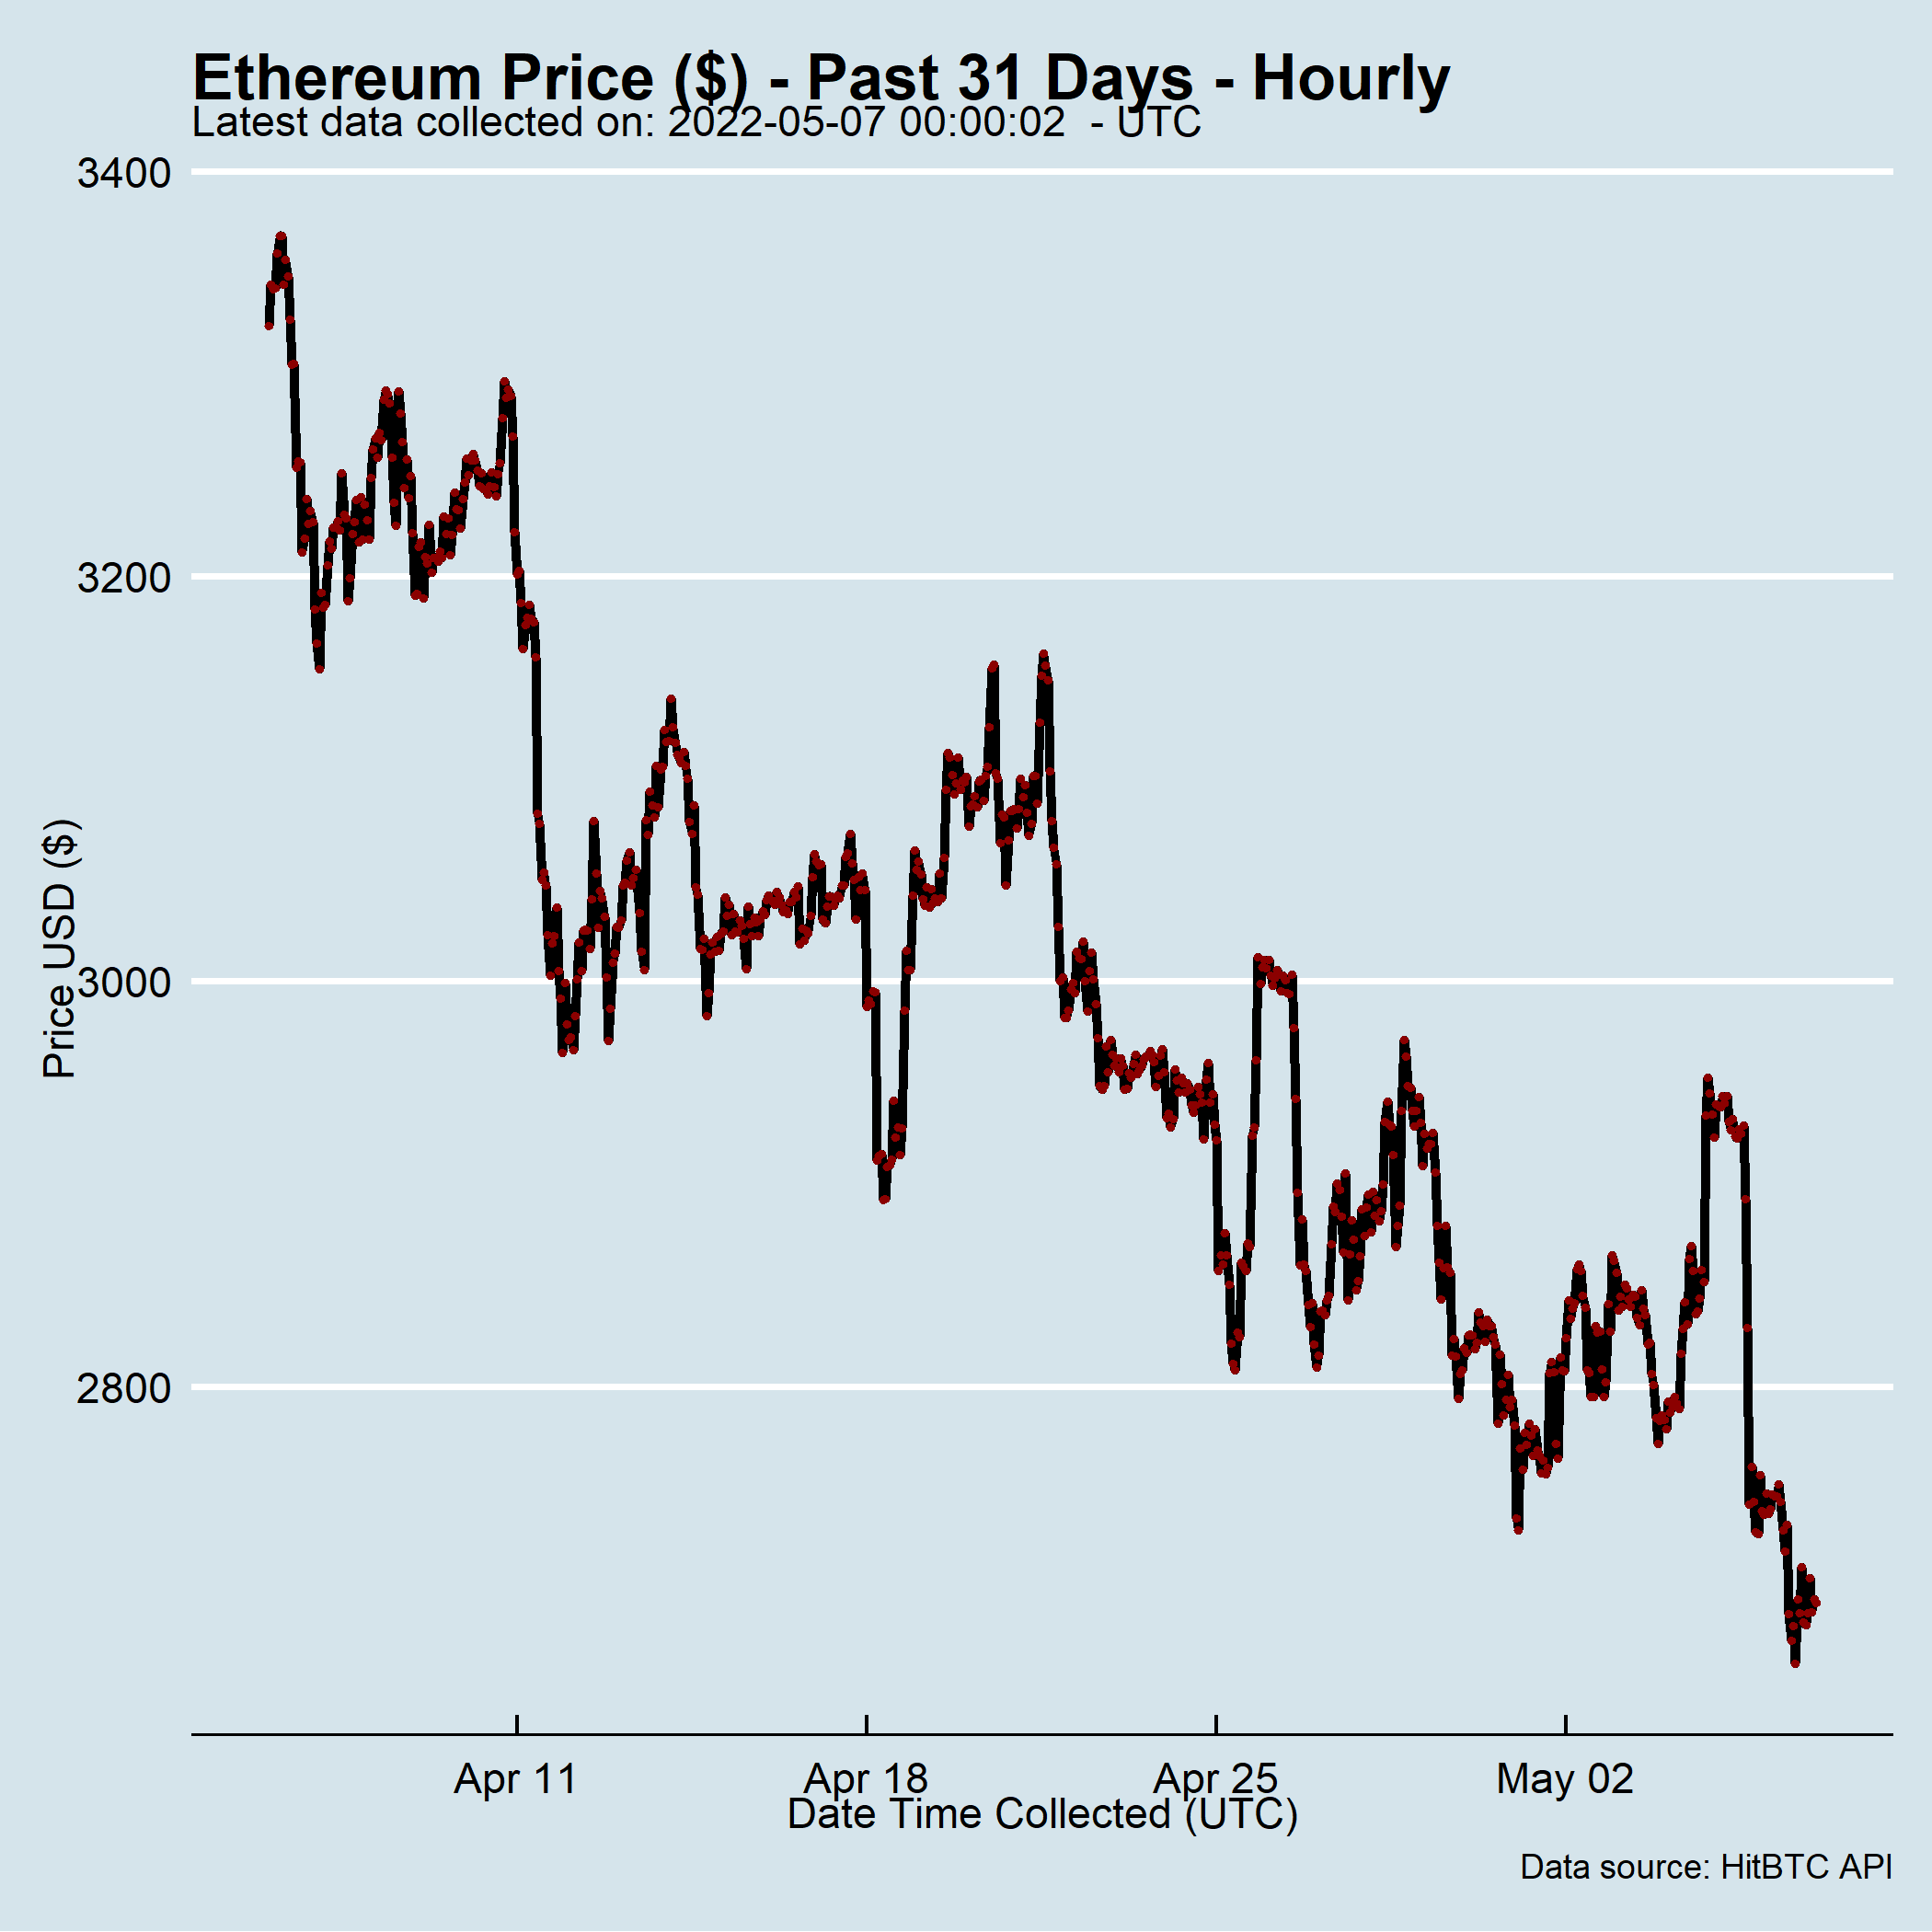 Ethereum Price ($) - Past 31 Days - Hourly
Latest data collected on: 2022-05-07 00:00:02  - UTC
3400
3200
3000
2800
Price USD ($)
Apr 11
Apr 18
Apr 25
May 02
Date Time Collected (UTC)
Data source: HitBTC API